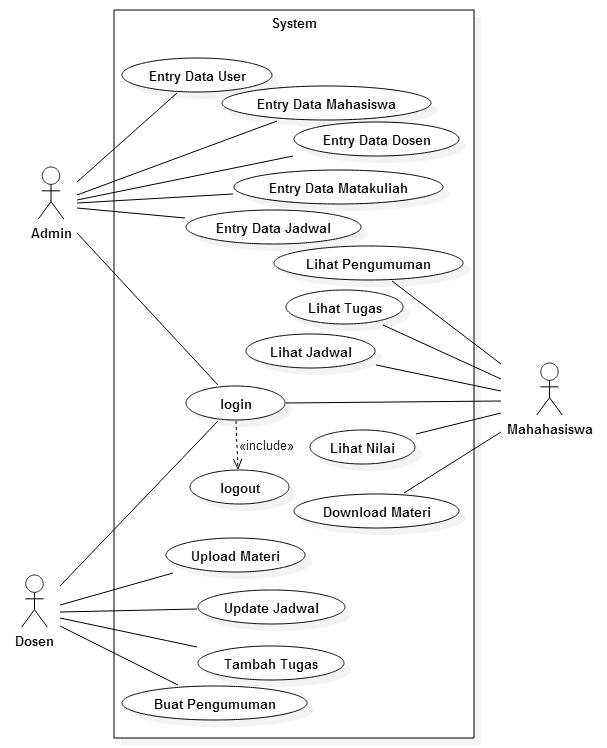 System
Entry Data User
Entry Data Mahasiswa
Entry Data Dosen
Entry Data Matakuliah
Entry Data Jadwal
Admin
Lihat Pengumuman
Lihat Tugas
Lihat Jadwal
login
Mahahasiswa
«include»
Lihat Nilai
logout
Download Materi
Upload Materi
Update Jadwal
Dosen
Tambah Tugas
Buat Pengumuman